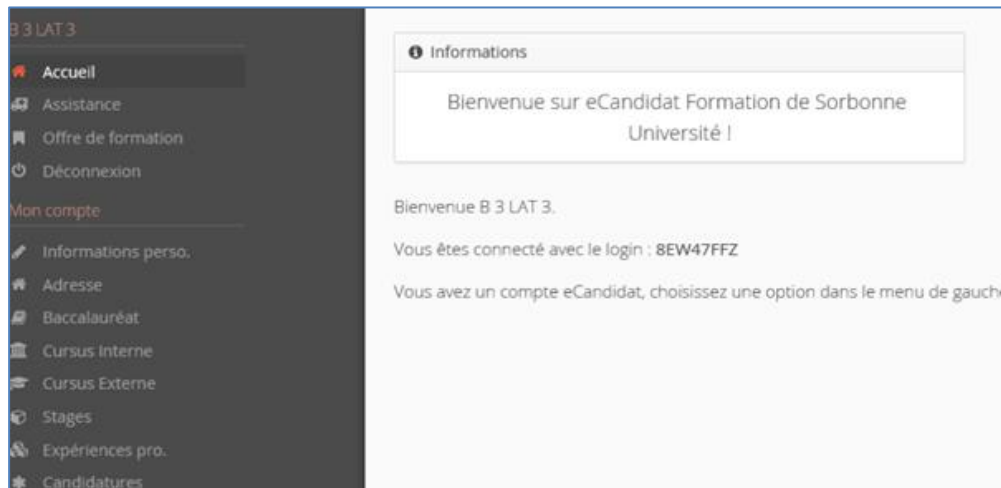 B 3 LAT 3
Accueil
Assistance
Offre de formation
Déconnexion
Mon compte
Informations perso.
Adresse
Baccalauréat
Cursus Interne
Cursus Externe
Stages
Expériences pro.
Candidatures
Informations
Bienvenue sur eCandidat Formation de Sorbonne
Université !
Bienvenue B 3 LAT 3.
Vous êtes connecté avec le login : 8EW47FFZ
Vous avez un compte eCandidat, choisissez une option dans le menu de gauche